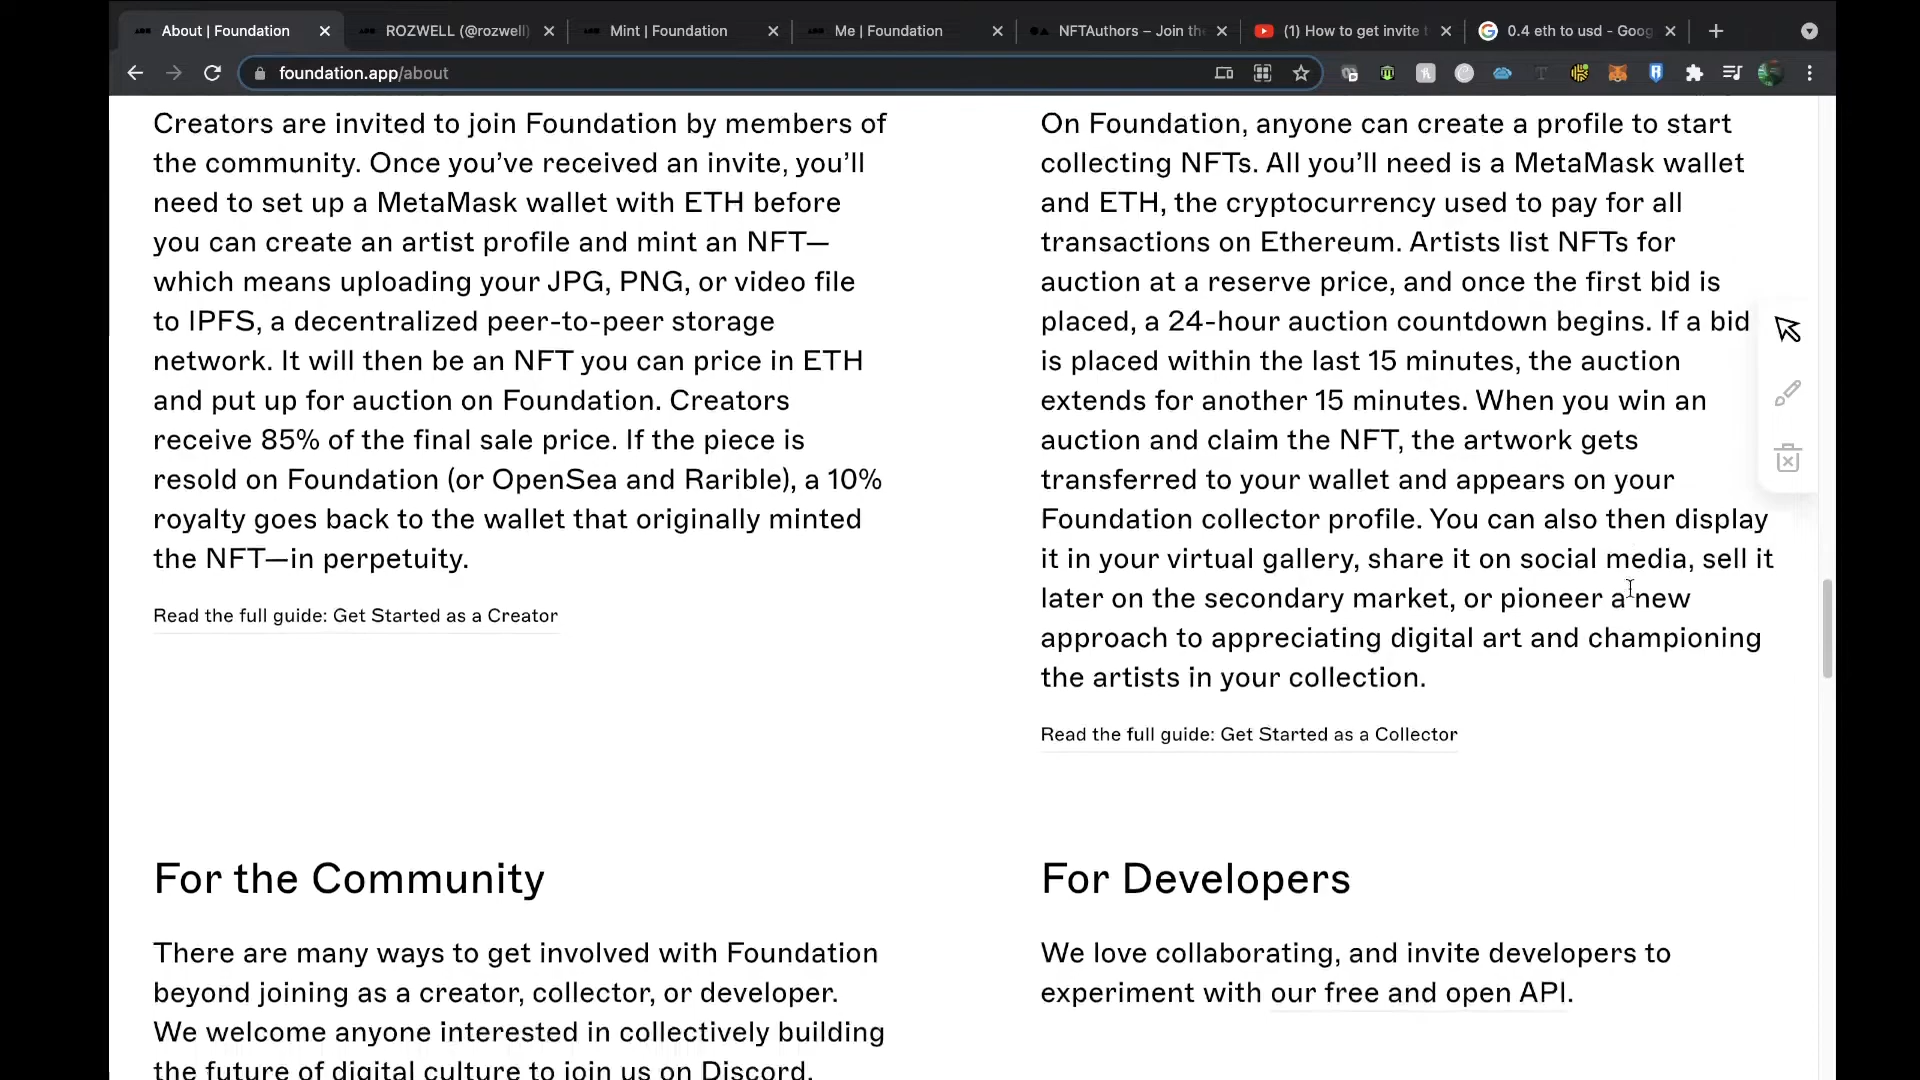 About | Foundation
ROZWELL (@rozwell)
Mint | Foundation
Me | Foundation
NFTAuthors – Join the
(1) How to get invite t
0.4 eth to usd - Goog
foundation.app/about
Creators are invited to join Foundation by members of
the community. Once you’ve received an invite, you’ll
need to set up a MetaMask wallet with ETH before
you can create an artist profile and mint an NFT—
which means uploading your JPG, PNG, or video file
to IPFS, a decentralized peer-to-peer storage
network. It will then be an NFT you can price in ETH
and put up for auction on Foundation. Creators
receive 85% of the final sale price. If the piece is
resold on Foundation (or OpenSea and Rarible), a 10%
royalty goes back to the wallet that originally minted
the NFT—in perpetuity.
Read the full guide: Get Started as a Creator
On Foundation, anyone can create a profile to start
collecting NFTs. All you’ll need is a MetaMask wallet
and ETH, the cryptocurrency used to pay for all
transactions on Ethereum. Artists list NFTs for
auction at a reserve price, and once the first bid is
placed, a 24-hour auction countdown begins. If a bid
is placed within the last 15 minutes, the auction
extends for another 15 minutes. When you win an
auction and claim the NFT, the artwork gets
transferred to your wallet and appears on your
Foundation collector profile. You can also then display
it in your virtual gallery, share it on social media, sell it
later on the secondary market, or pioneer a new
approach to appreciating digital art and championing
the artists in your collection.
Read the full guide: Get Started as a Collector
For the Community
There are many ways to get involved with Foundation
beyond joining as a creator, collector, or developer.
We welcome anyone interested in collectively building
the future of digital culture to join us on Discord.
For Developers
We love collaborating, and invite developers to
experiment with our free and open API.